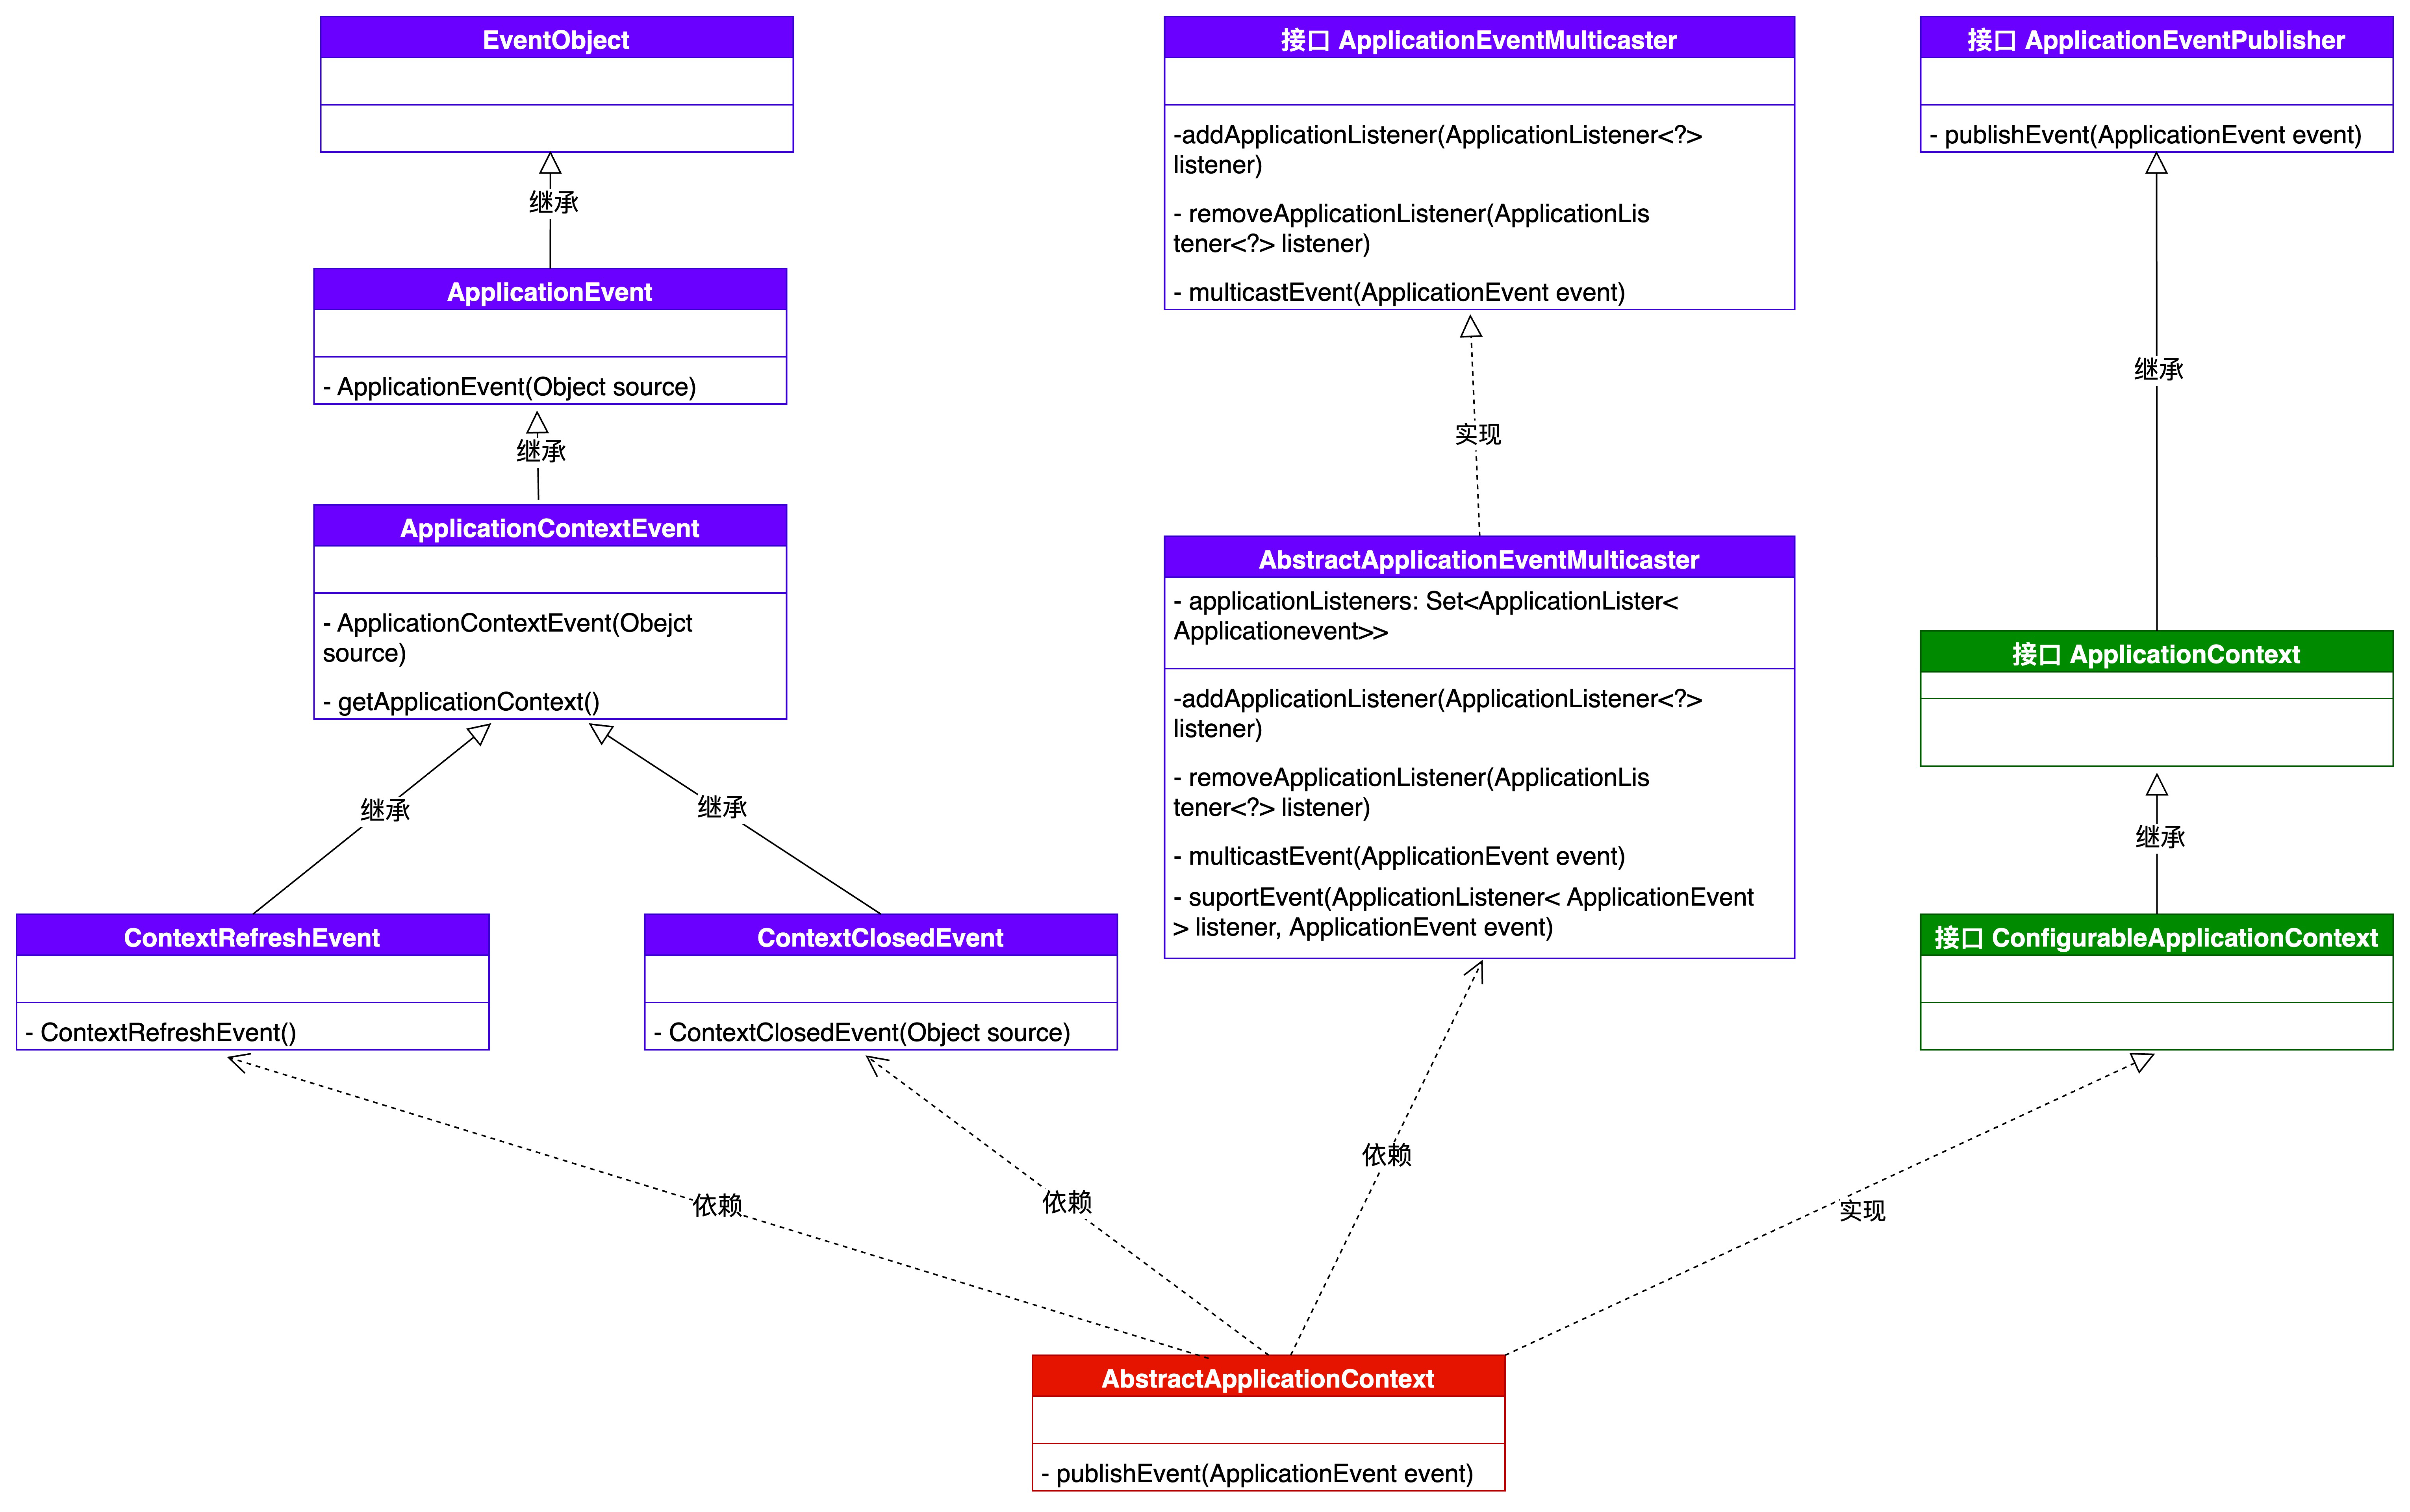 EventObject
接口 ApplicationEventMulticaster
-addApplicationListener(ApplicationListener<?>
listener)
- removeApplicationListener(ApplicationLis
tener<?> listener)
- multicastEvent(ApplicationEvent event)
接口 ApplicationEventPublisher
- publishEvent(ApplicationEvent event)
继承
ApplicationEvent
- ApplicationEvent(Object source)
继承
实现
继承
ApplicationContextEvent
- ApplicationContextEvent(Obejct
source)
- getApplicationContext()
AbstractApplicationEventMulticaster
- applicationListeners: Set<ApplicationLister<
Applicationevent>>
-addApplicationListener(ApplicationListener<?>
listener)
- removeApplicationListener(ApplicationLis
tener<?> listener)
- multicastEvent(ApplicationEvent event)
- suportEvent(ApplicationListener< ApplicationEvent
> listener, ApplicationEvent event)
接口 ApplicationContext
继承
继承
继承
ContextRefreshEvent
- ContextRefreshEvent()
ContextClosedEvent
- ContextClosedEvent(Object source)
接口 ConfigurableApplicationContext
依赖
依赖
依赖
实现
AbstractApplicationContext
- publishEvent(ApplicationEvent event)